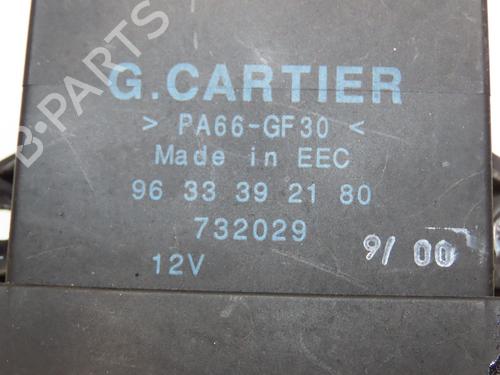 B-PARTS
G.CARTIER
> PA66-GF30 <
Made in EEC
96 33 39 21 80
732029
9/00
12V